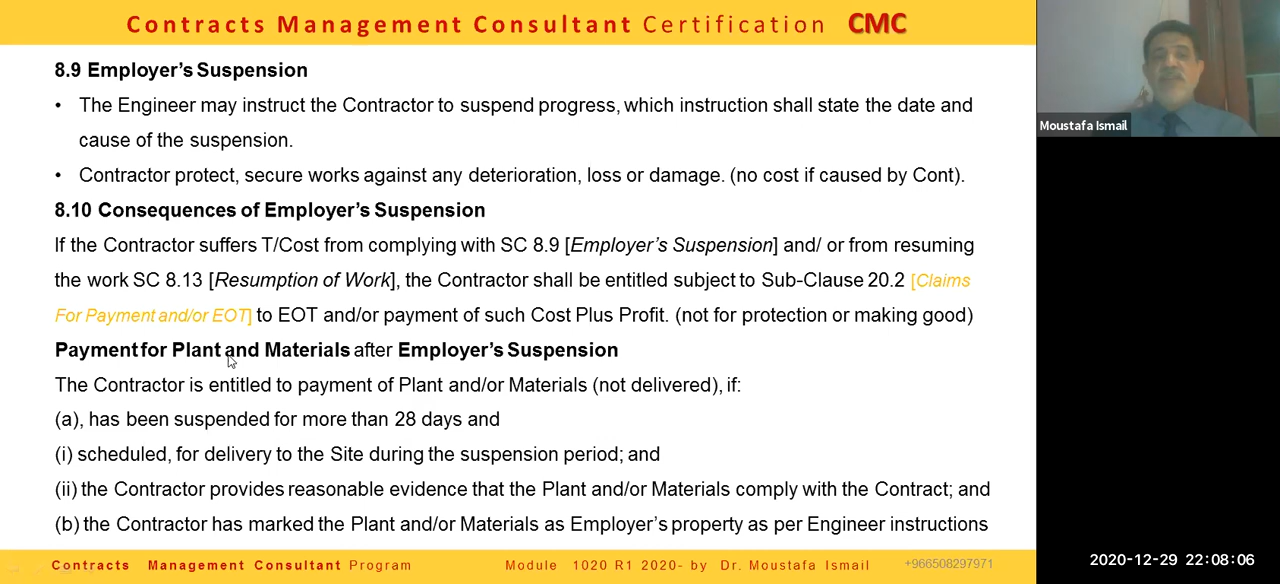 Contracts Management Consultant Certification CMC
8.9 Employer's Suspension
• The Engineer may instruct the Contractor to suspend progress, which instruction shall state the date and
cause of the suspension.
• Contractor protect, secure works against any deterioration, loss or damage. (no cost if caused by Cont).
8.10 Consequences of Employer's Suspension
If the Contractor suffers T/Cost from complying with SC 8.9 [Employer's Suspension] and/ or from resuming
the work SC 8.13 [Resumption of Work], the Contractor shall be entitled subject to Sub-Clause 20.2 [Claims
For Payment and/or EOT] to EOT and/or payment of such Cost Plus Profit. (not for protection or making good)
Payment for Plant and Materials after Employer's Suspension
The Contractor is entitled to payment of Plant and/or Materials (not delivered), if:
(a), has been suspended for more than 28 days and
(i) scheduled, for delivery to the Site during the suspension period; and
(ii) the Contractor provides reasonable evidence that the Plant and/or Materials comply with the Contract; and
(b) the Contractor has marked the Plant and/or Materials as Employer's property as per Engineer instructions
Contracts Management Consultant Program Module 1020 R1 2020- by Dr. Moustafa Ismail +966508297971
Moustafa Ismail
2020-12-29 22:08:06